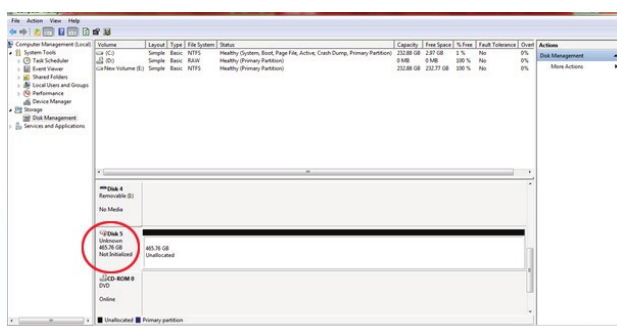 File Action View Help
Computer Management (Local)
System Tools
Task Scheduler
Event Viewer
Shared Folders
Local Users and Groups
Performance
Device Manager
Storage
Disk Management
Services and Applications
Volume Layout Type File System Status Capacity Free Space % Free Fault Tolerance Overl
(C:) Simple Basic NTFS Healthy (System, Boot, Page File, Active, Crash Dump, Primary Partition) 232.88 GB 2.97 GB 1 % No 0%
(D:) Simple Basic RAW Healthy (Primary Partition) 0 MB 0 MB 100 % No 0%
New Volume (E:) Simple Basic NTFS Healthy (Primary Partition) 232.88 GB 232.77 GB 100 % No 0%
Disk 4
Removable
No Media
Disk 5
Unknown
465.76 GB
Not Initialized
465.76 GB
Unallocated
CD-ROM 0
DVD
Online
Unallocated Primary partition
Actions
Disk Management
More Actions